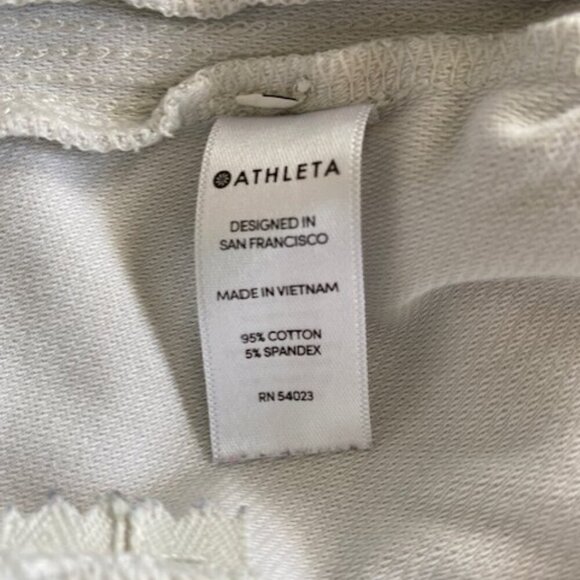 ATHLETA
DESIGNED IN
SAN FRANCISCO
MADE IN VIETNAM
95% COTTON
5% SPANDEX
RN 54023